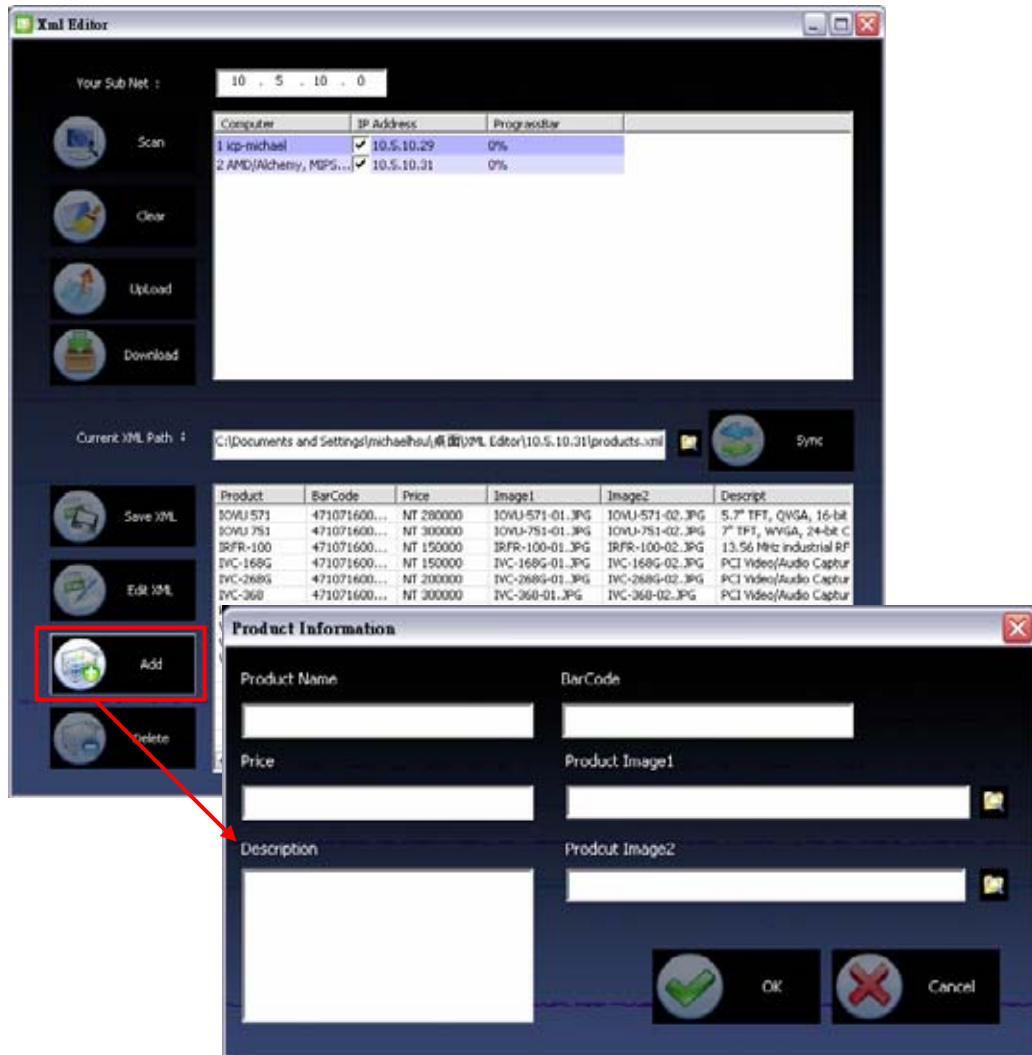 Xml Editor
Your Sub Net :
10 . 5 . 10 . 0
Scan
Clear
UpLoad
Download
Computer IP Address PrograssBar
1 icp-michael 10.5.10.29 0%
2 AMD/Alchemy, MIPS... 10.5.10.31 0%
Current XML Path :
C:\Documents and Settings\michaelhsu\桌面\XML Editor\10.5.10.31\products.xml
Sync
Save XML
Edit XML
Add
Delete
Product BarCode Price Image1 Image2 Descript
IOVU 571 471071600... NT 280000 IOVU-571-01.JPG IOVU-571-02.JPG 5.7" TFT, QVGA, 16-bit
IOVU 751 471071600... NT 300000 IOVU-751-01.JPG IOVU-751-02.JPG 7" TFT, WVGA, 24-bit C
IRFR-100 471071600... NT 150000 IRFR-100-01.JPG IRFR-100-02.JPG 13.56 MHz industrial RF
IVC-168G 471071600... NT 150000 IVC-168G-01.JPG IVC-168G-02.JPG PCI Video/Audio Captur
IVC-268G 471071600... NT 200000 IVC-268G-01.JPG IVC-268G-02.JPG PCI Video/Audio Captur
IVC-368 471071600... NT 300000 IVC-368-01.JPG IVC-368-02.JPG PCI Video/Audio Captur
Product Information
Product Name
BarCode
Price
Product Image1
Description
Prodcut Image2
OK
Cancel